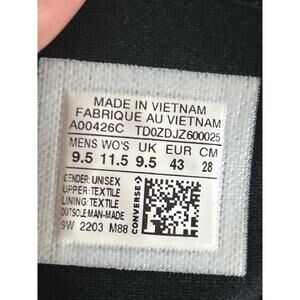 MADE IN VIETNAM
FABRIQUE AU VIETNAM
A00426C TD0ZDJZ600025
MENS WO'S UK EUR CM
9.5 11.5 9.5 43 28
GENDER: UNISEX
UPPER: TEXTILE
LINING: TEXTILE
OUTSOLE: MAN-MADE
9W 2203 M88
CONVERSE